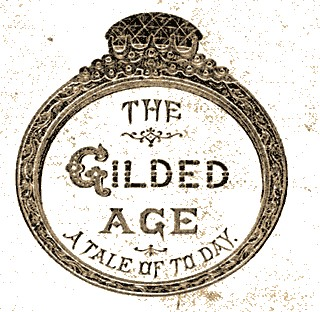 THE
GILDED
AGE
A TALE OF TO DAY.